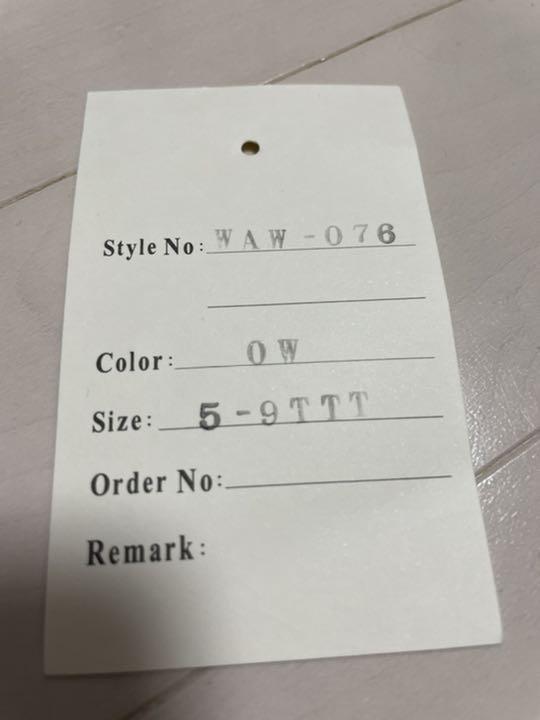 Style No: WAW-076
Color: OW
Size: 5-9TTT
Order No:
Remark: